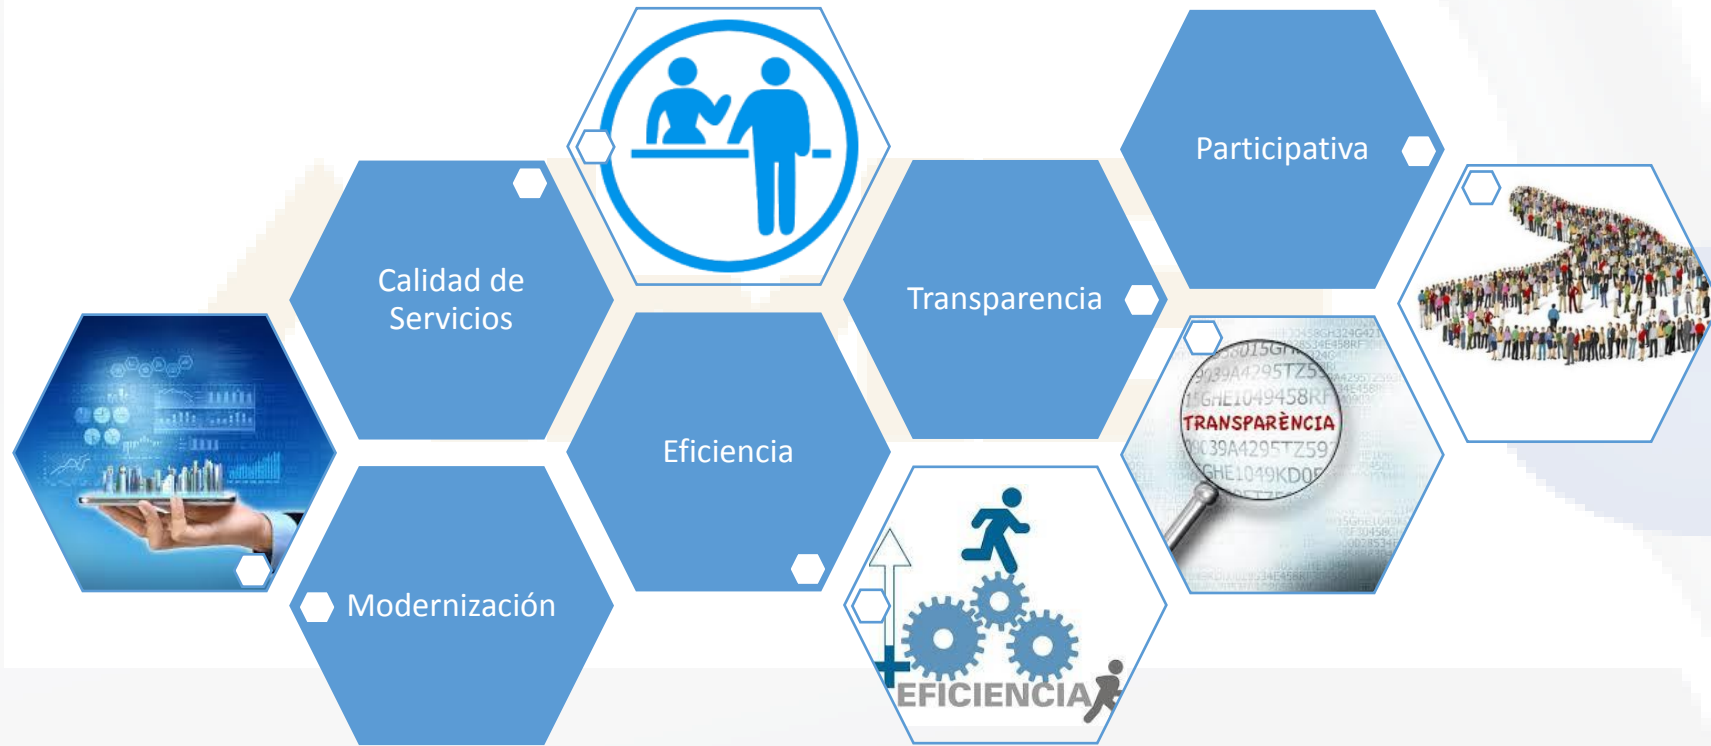 Participativa
Calidad de
Servicios
Transparencia
TRANSPARÈNCIA
Eficiencia
Modernización
EFICIENCIA